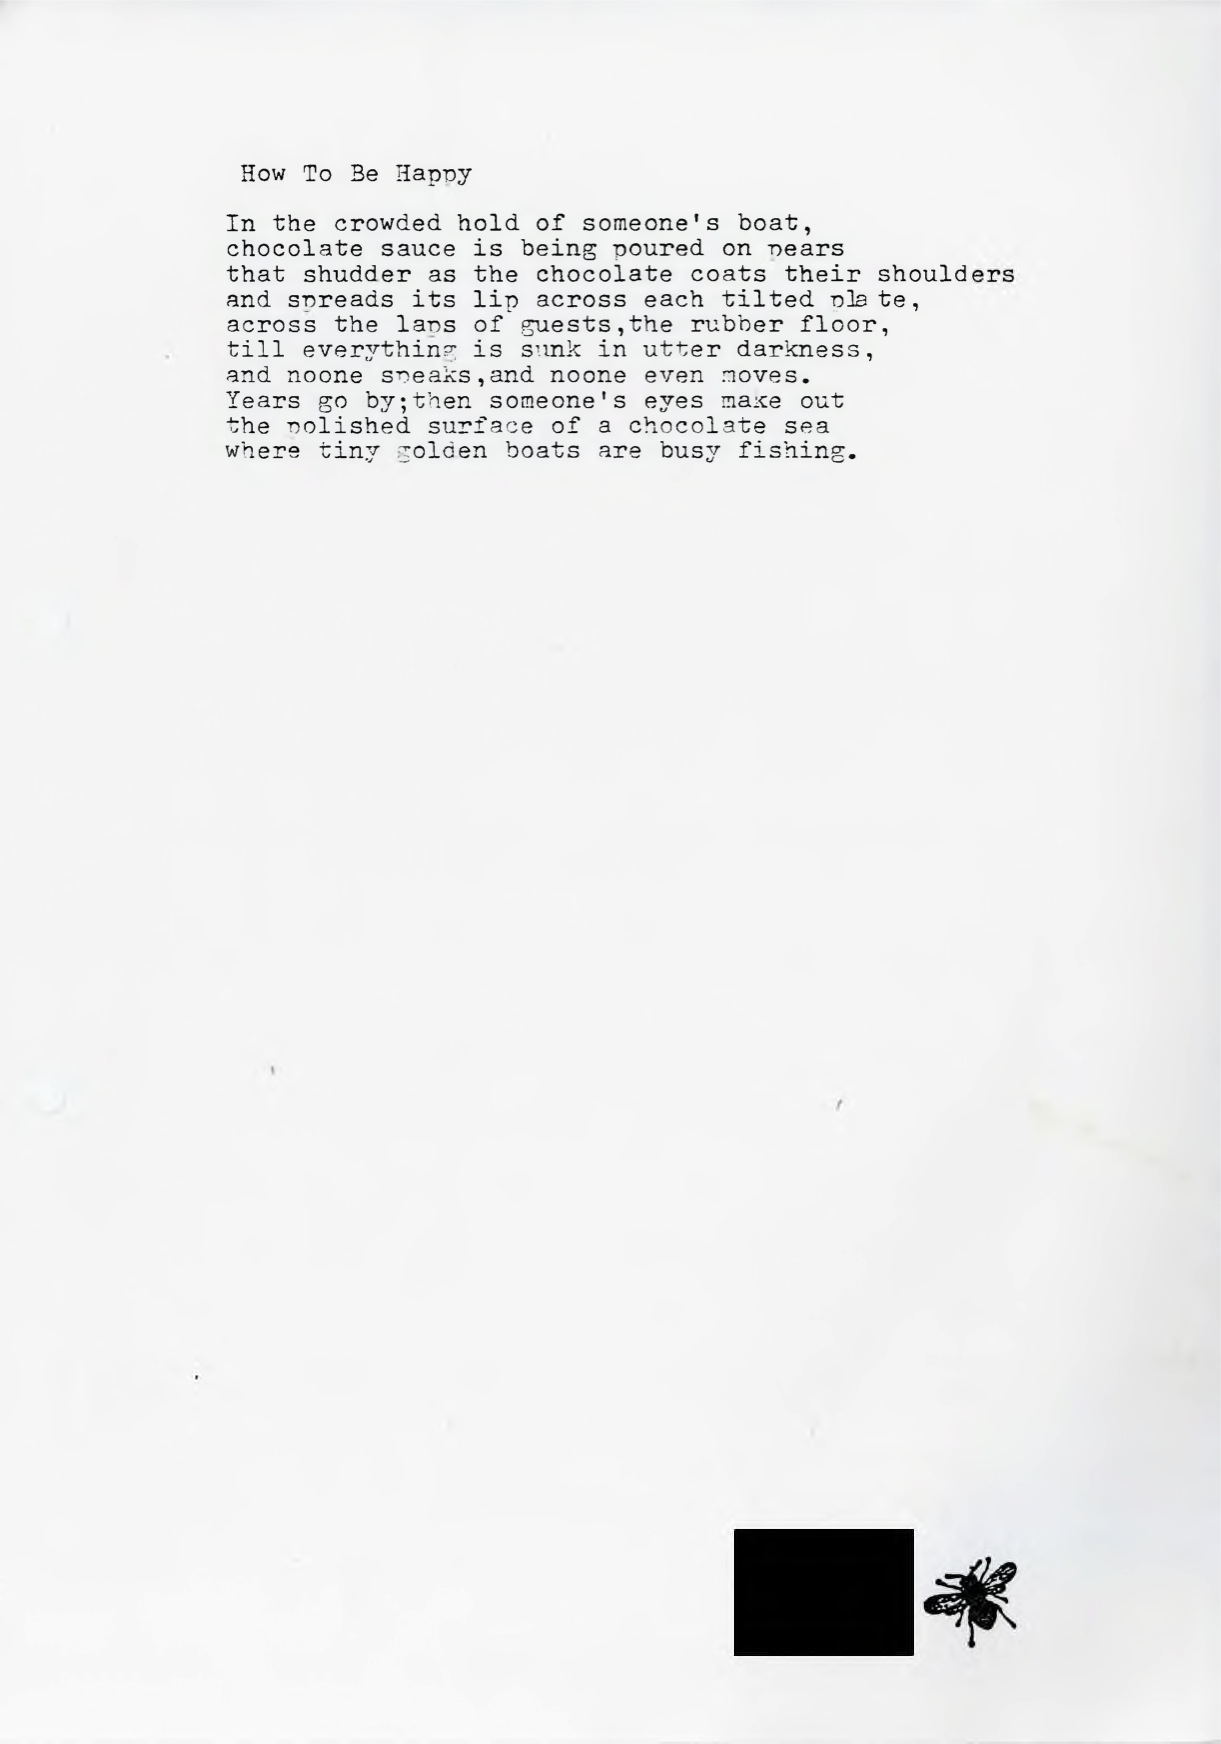 How To Be Happy
In the crowded hold of someone's boat,
chocolate sauce is being poured on pears
that shudder as the chocolate coats their shoulders
and spreads its lip across each tilted pla te,
across the laps of guests,the rubber floor,
till everything is sunk in utter darkness,
and noone speaks,and noone even moves.
Years go by;then someone's eyes make out
the polished surface of a chocolate sea
where tiny golden boats are busy fishing.